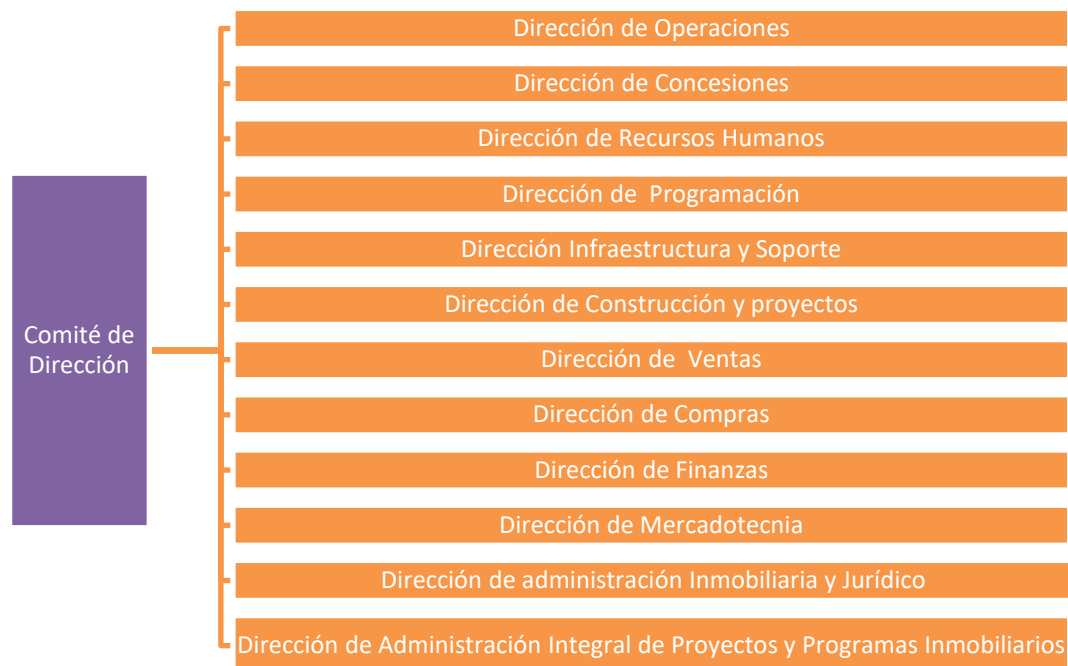 Dirección de Operaciones
Dirección de Concesiones
Dirección de Recursos Humanos
Dirección de  Programación
Dirección Infraestructura y Soporte
Dirección de Construcción y proyectos
Comité de
Dirección
Dirección de  Ventas
Dirección de Compras
Dirección de Finanzas
Dirección de Mercadotecnia
Dirección de administración Inmobiliaria y Jurídico
Dirección de Administración Integral de Proyectos y Programas Inmobiliarios